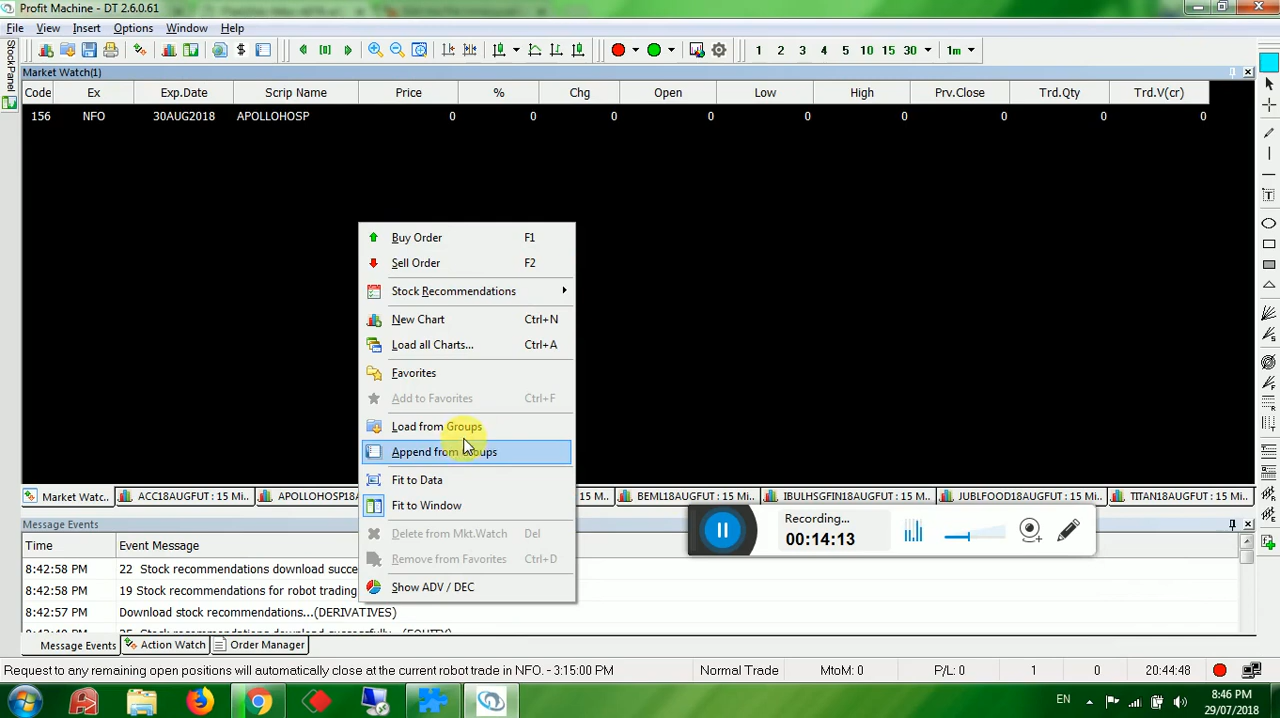 Profit Machine - DT 2.6.0.61
File View Insert Options Window Help
1 2 3 4 5 10 15 30 1m
StockPanel
Market Watch(1)
Code Ex Exp.Date Scrip Name Price % Chg Open Low High Prv.Close Trd.Qty Trd.V(cr)
156 NFO 30AUG2018 APOLLOHOSP 0 0 0 0 0 0 0 0 0
Buy Order F1
Sell Order F2
Stock Recommendations
New Chart Ctrl+N
Load all Charts... Ctrl+A
Favorites
Add to Favorites Ctrl+F
Load from Groups
Append from Groups
Fit to Data
Fit to Window
Delete from Mkt.Watch Del
Remove from Favorites Ctrl+D
Show ADV / DEC
Market Watc.. ACC18AUGFUT : 15 Mi... APOLLOHOSP18 15 M... BEML18AUGFUT : 15 Mi... IBULHSGFIN18AUGFUT : 15 Mi... JUBLFOOD18AUGFUT : 15 Mi... TITAN18AUGFUT : 15 Mi...
Message Events
Time Event Message
8:42:58 PM 22 Stock recommendations download succe
8:42:58 PM 19 Stock recommendations for robot trading
8:42:57 PM Download stock recommendations...(DERIVATIVES)
Recording...
00:14:13
Message Events Action Watch Order Manager
Request to any remaining open positions will automatically close at the current robot trade in NFO. - 3:15:00 PM Normal Trade MtoM: 0 P/L: 0 1 0 20:44:48
EN 8:46 PM
29/07/2018